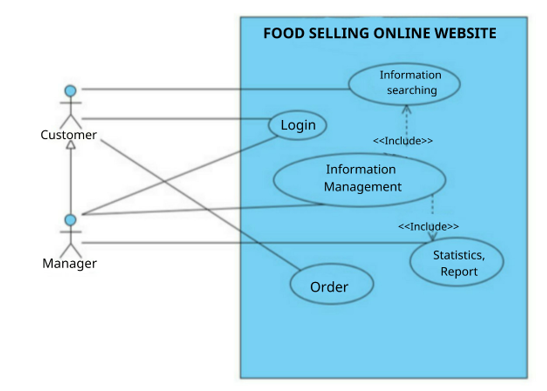 FOOD SELLING ONLINE WEBSITE
Information
searching
Customer
Login
<<Include>>
Information
Management
<<Include>>
Manager
Statistics,
Report
Order